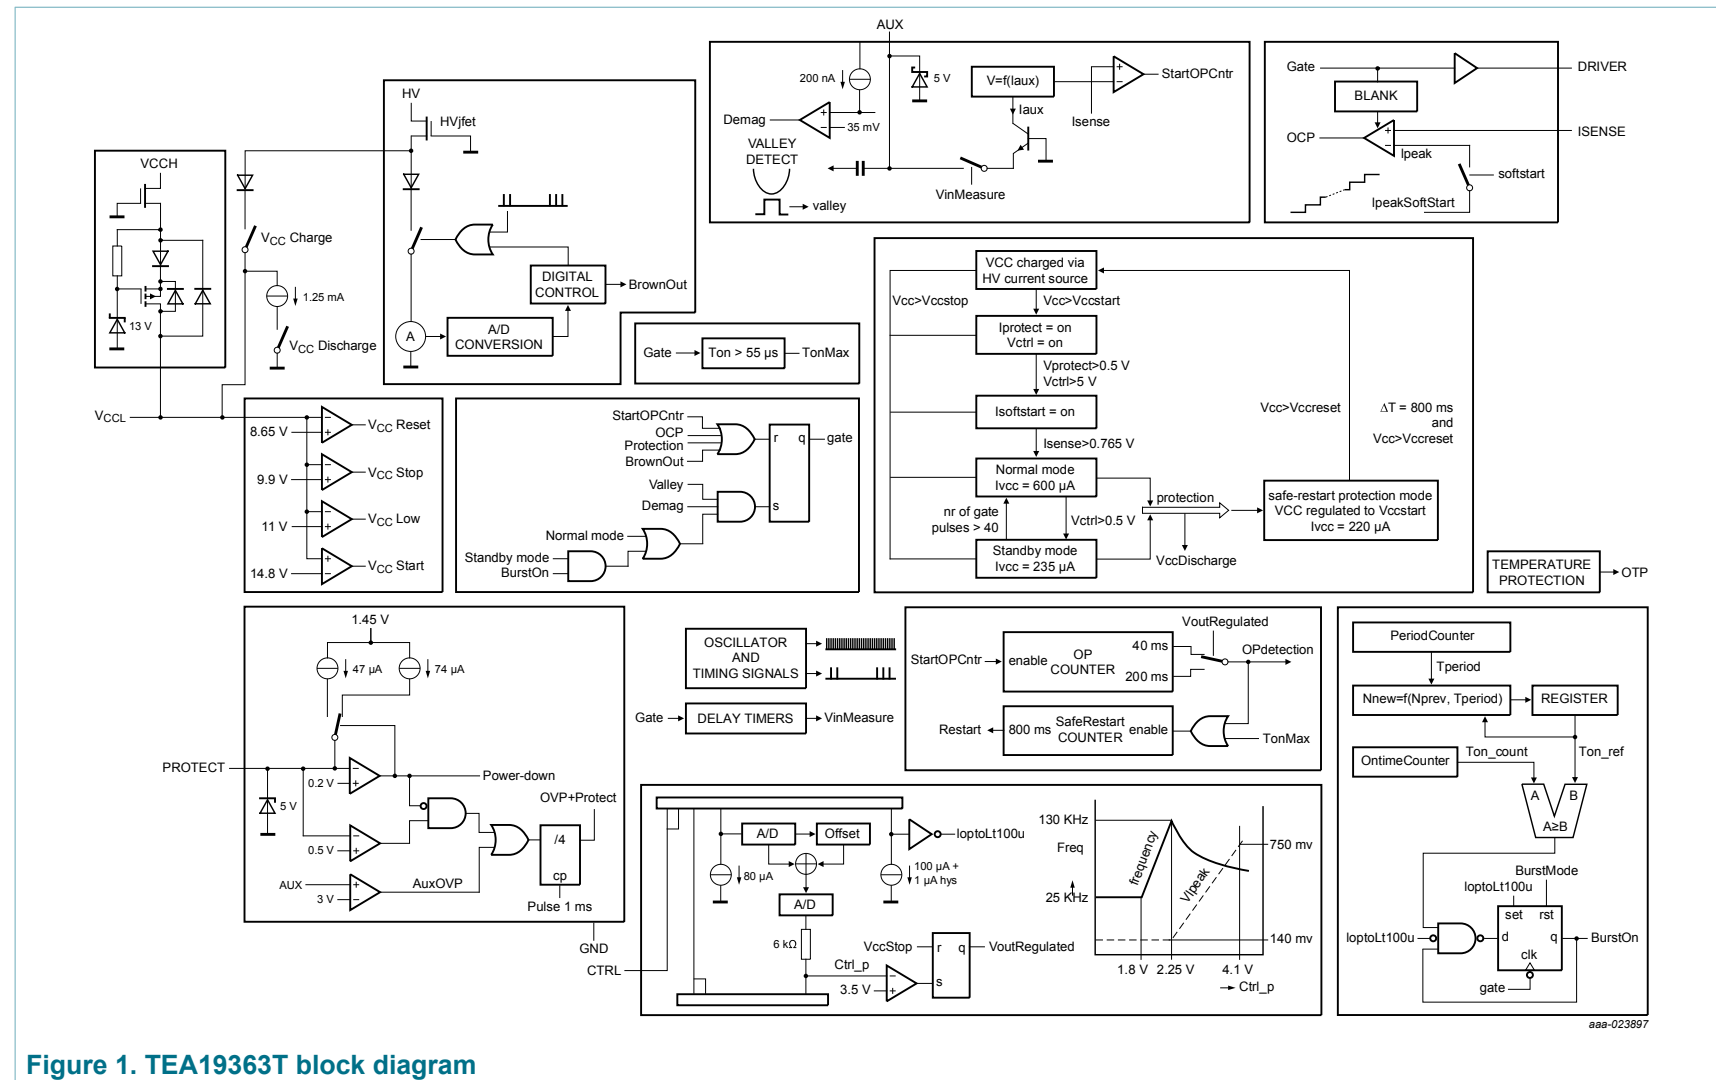 AUX
200 nA
5 V
V=f(Iaux)
StartOPCntr
Iaux
Demag
35 mV
Isense
VALLEY
DETECT
VinMeasure
valley
Gate
DRIVER
BLANK
OCP
ISENSE
Ipeak
softstart
IpeakSoftStart
HV
HVjfet
VCCH
13 V
VCC Charge
1.25 mA
VCC Discharge
DIGITAL
CONTROL
BrownOut
A
A/D
CONVERSION
Gate
Ton > 55 µs
TonMax
VCC charged via
HV current source
Vcc>Vccstop
Vcc>Vccstart
Iprotect = on
Vctrl = on
Vprotect>0.5 V
Vctrl>5 V
Isoftstart = on
Isense>0.765 V
Normal mode
Ivcc = 600 µA
nr of gate
pulses > 40
Vctrl>0.5 V
Standby mode
Ivcc = 235 µA
protection
VccDischarge
Vcc>Vccreset
ΔT = 800 ms
and
Vcc>Vccreset
safe-restart protection mode
VCC regulated to Vccstart
Ivcc = 220 µA
VCCL
8.65 V
VCC Reset
9.9 V
VCC Stop
11 V
VCC Low
14.8 V
VCC Start
StartOPCntr
OCP
Protection
BrownOut
r
q
gate
Valley
Demag
s
Normal mode
Standby mode
BurstOn
TEMPERATURE
PROTECTION
OTP
1.45 V
47 µA
74 µA
PROTECT
0.2 V
Power-down
5 V
OVP+Protect
0.5 V
/4
cp
AUX
AuxOVP
3 V
Pulse 1 ms
GND
OSCILLATOR
AND
TIMING SIGNALS
Gate
DELAY TIMERS
VinMeasure
VoutRegulated
StartOPCntr
enable
OP
COUNTER
40 ms
200 ms
OPdetection
Restart
800 ms
SafeRestart
COUNTER
enable
TonMax
CTRL
A/D
Offset
IoptoLt100u
80 µA
100 µA +
1 µA hys
A/D
6 kΩ
Ctrl_p
3.5 V
VccStop
r
q
VoutRegulated
s
130 KHz
Freq
25 KHz
frequency
VIpeak
750 mv
140 mv
1.8 V
2.25 V
4.1 V
Ctrl_p
PeriodCounter
Tperiod
Nnew=f(Nprev, Tperiod)
REGISTER
Ton_count
Ton_ref
OntimeCounter
A
B
A≥B
BurstMode
IoptoLt100u
set
rst
IoptoLt100u
d
q
BurstOn
clk
gate
aaa-023897
Figure 1. TEA19363T block diagram